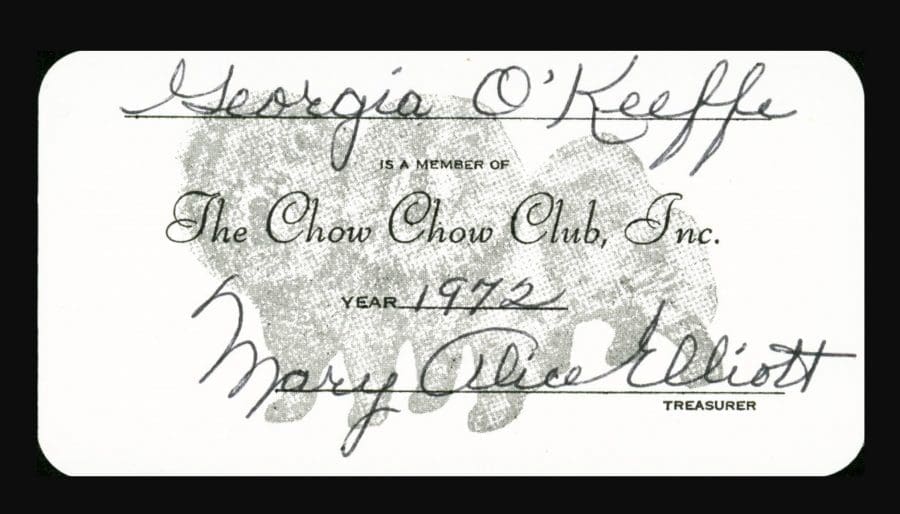 Georgia O'Keeffe
IS A MEMBER OF
The Chow Chow Club, Inc.
YEAR 1972
Mary Alice Elliott
TREASURER